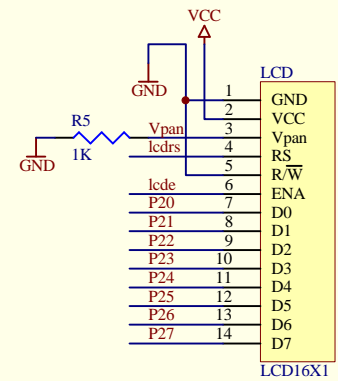 VCC
LCD
GND
1 GND
2 VCC
R5 Vpan 3 Vpan
1K lcdrs 4 RS
GND
5 R/W
lcde 6 ENA
P20 7 D0
P21 8 D1
P22 9 D2
P23 10 D3
P24 11 D4
P25 12 D5
P26 13 D6
P27 14 D7
LCD16X1